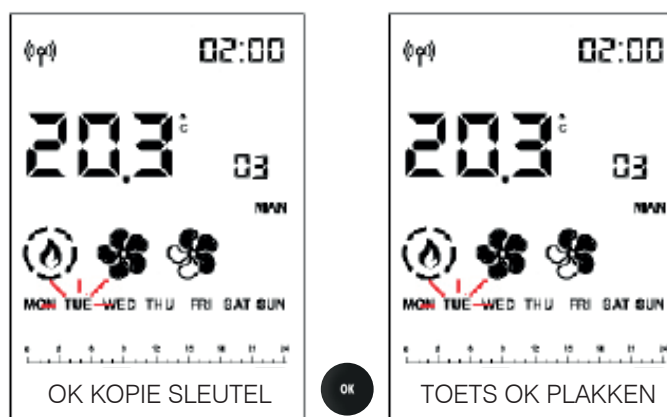 02:00
20.3 °C
03
MAN
MON TUE WED THU FRI SAT SUN
OK KOPIE SLEUTEL
OK
02:00
20.3 °C
03
MAN
MON TUE WED THU FRI SAT SUN
TOETS OK PLAKKEN